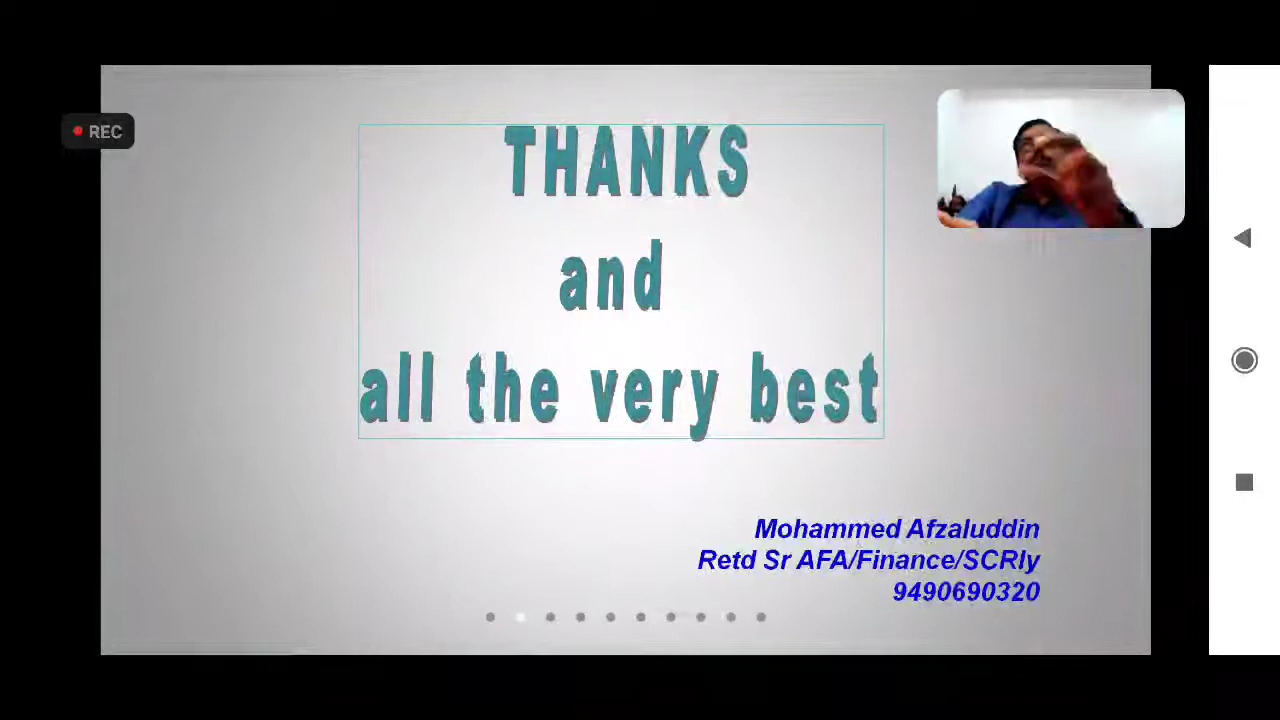 REC
THANKS
and
all the very best
Mohammed Afzaluddin
Retd Sr AFA/Finance/SCRly
9490690320